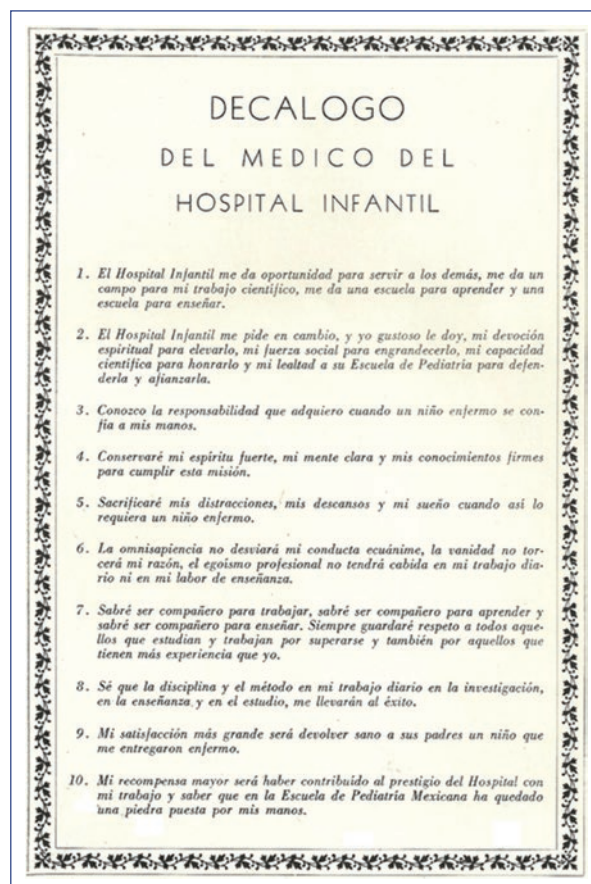 DECALOGO
DEL MEDICO DEL
HOSPITAL INFANTIL
1. El Hospital Infantil me da oportunidad para servir a los demás, me da un
campo para mi trabajo científico, me da una escuela para aprender y una
escuela para enseñar.
2. El Hospital Infantil me pide en cambio, y yo gustoso le doy, mi devoción
espiritual para elevarlo, mi fuerza social para engrandecerlo, mi capacidad
científica para honrarlo y mi lealtad a su Escuela de Pediatría para defen-
derla y afianzarla.
3. Conozco la responsabilidad que adquiero cuando un niño enfermo se con-
fía a mis manos.
4. Conservaré mi espíritu fuerte, mi mente clara y mis conocimientos firmes
para cumplir esta misión.
5. Sacrificaré mis distracciones, mis descansos y mi sueño cuando así lo
requiera un niño enfermo.
6. La omnisapiencia no desviará mi conducta ecuánime, la vanidad no tor-
cerá mi razón, el egoísmo profesional no tendrá cabida en mi trabajo dia-
rio ni en mi labor de enseñanza.
7. Sabré ser compañero para trabajar, sabré ser compañero para aprender y
sabré ser compañero para enseñar. Siempre guardaré respeto a todos aque-
llos que estudian y trabajan por superarse y también por aquellos que
tienen más experiencia que yo.
8. Sé que la disciplina y el método en mi trabajo diario en la investigación,
en la enseñanza y en el estudio, me llevarán al éxito.
9. Mi satisfacción más grande será devolver sano a sus padres un niño que
me entregaron enfermo.
10. Mi recompensa mayor será haber contribuido al prestigio del Hospital con
mi trabajo y saber que en la Escuela de Pediatría Mexicana ha quedado
una piedra puesta por mis manos.